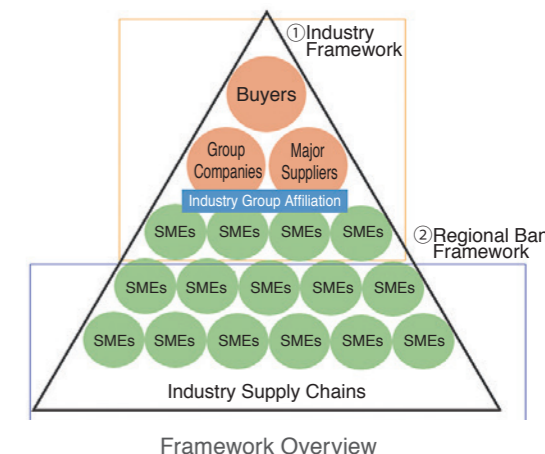 ①Industry
Framework
Buyers
Group
Companies
Major
Suppliers
Industry Group Affiliation
SMEs SMEs SMEs SMEs
②Regional Ban
Framework
SMEs SMEs SMEs SMEs SMEs
SMEs SMEs SMEs SMEs SMEs SMEs
Industry Supply Chains
Framework Overview